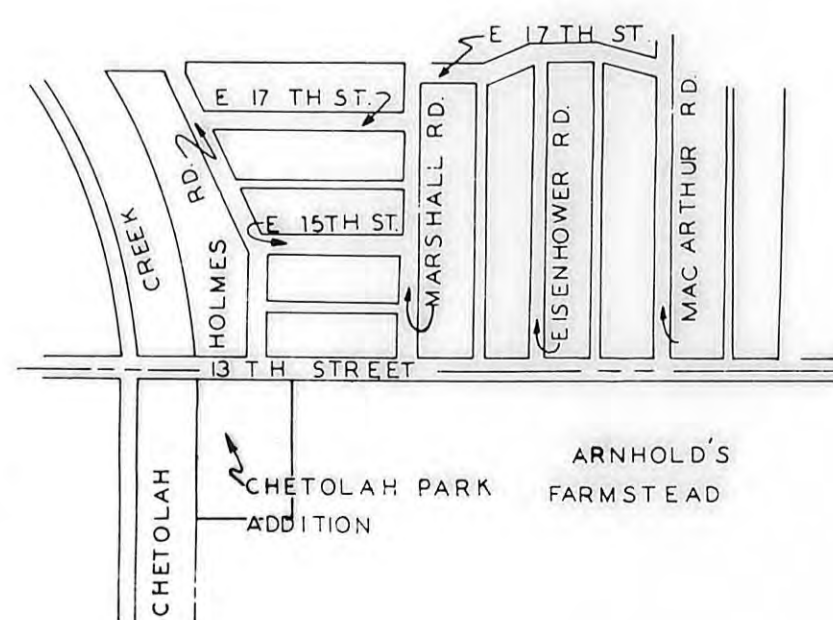 E 17TH ST.
E 17 TH ST.
HOLMES RD.
E 15TH ST.
MARSHALL RD.
EISENHOWER RD.
MAC ARTHUR RD.
CHETOLAH CREEK
13 TH STREET
CHETOLAH PARK
ADDITION
ARNHOLD'S
FARMSTEAD